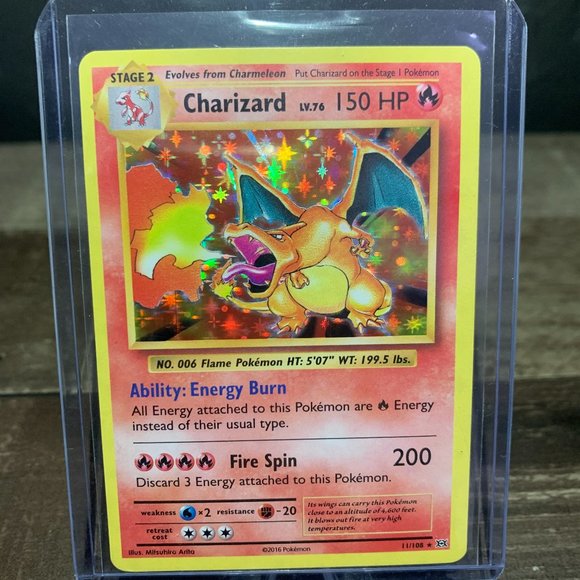 STAGE 2 Evolves from Charmeleon Put Charizard on the Stage 1 Pokémon
Charizard LV.76 150 HP
NO. 006 Flame Pokémon HT: 5'07" WT: 199.5 lbs.
Ability: Energy Burn
All Energy attached to this Pokémon are Energy
instead of their usual type.
Fire Spin 200
Discard 3 Energy attached to this Pokémon.
weakness ×2 resistance -20
retreat
cost
Its wings can carry this Pokémon
close to an altitude of 4,600 feet.
It blows out fire at very high
temperatures.
Illus. Mitsuhiro Arita ©2016 Pokémon 11/108 ★